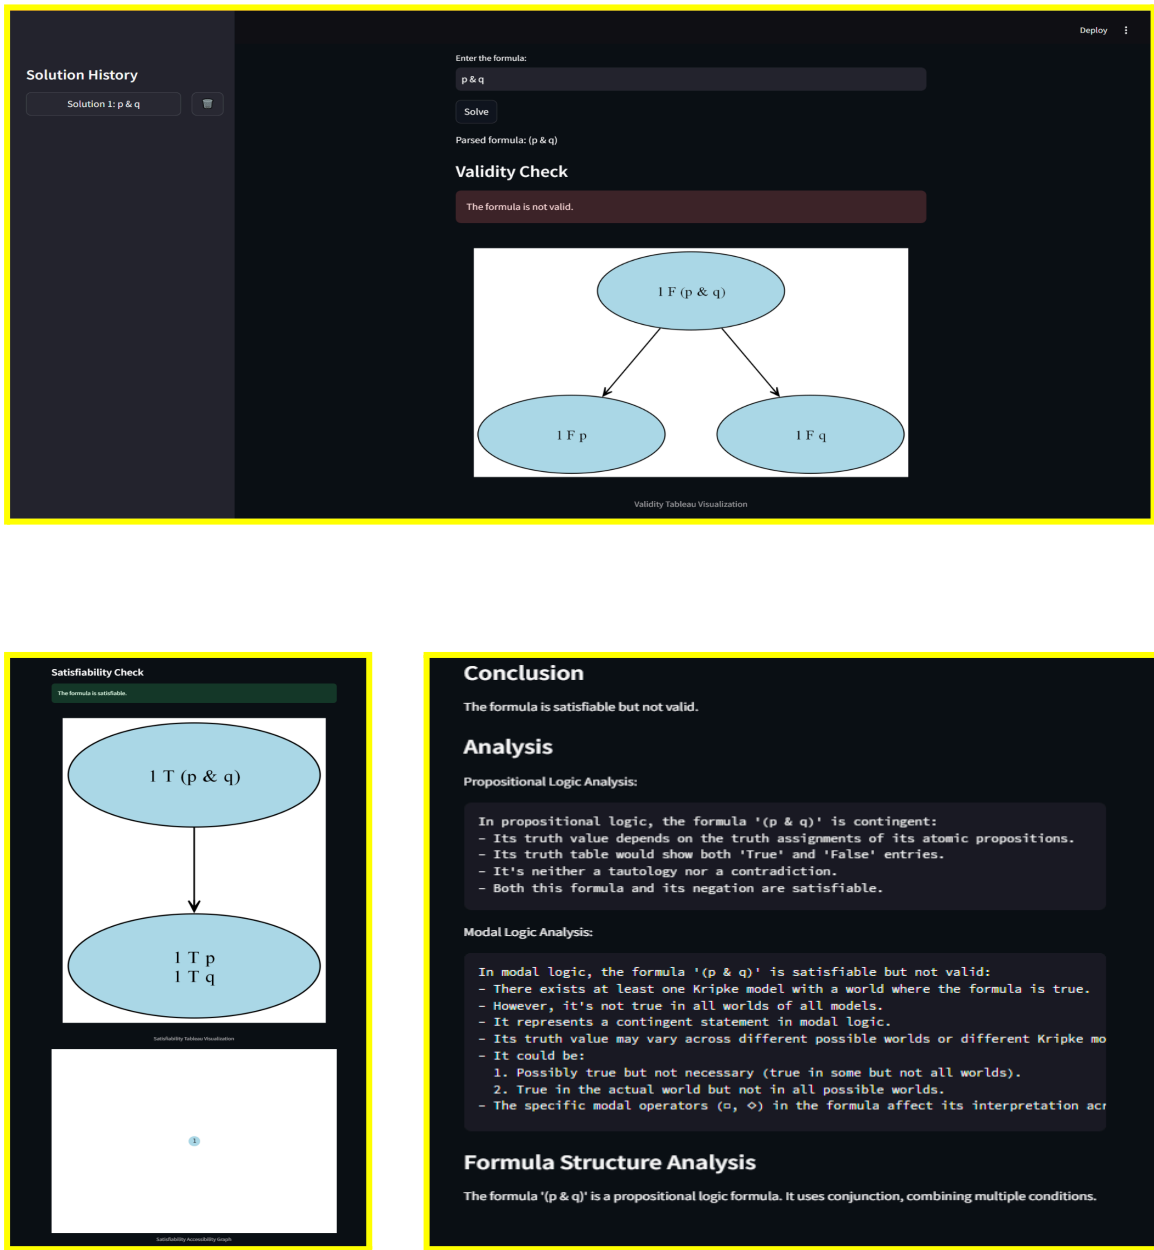 Deploy
Solution History
Solution 1: p & q
Enter the formula:
p & q
Solve
Parsed formula: (p & q)
Validity Check
The formula is not valid.
1 F (p & q)
1 F p
1 F q
Validity Tableau Visualization
Satisfiability Check
The formula is satisfiable.
1 T (p & q)
1 T p
1 T q
Satisfiability Tableau Visualization
1
Satisfiability Accessibility Graph
Conclusion
The formula is satisfiable but not valid.
Analysis
Propositional Logic Analysis:
In propositional logic, the formula '(p & q)' is contingent:
- Its truth value depends on the truth assignments of its atomic propositions.
- Its truth table would show both 'True' and 'False' entries.
- It's neither a tautology nor a contradiction.
- Both this formula and its negation are satisfiable.
Modal Logic Analysis:
In modal logic, the formula '(p & q)' is satisfiable but not valid:
- There exists at least one Kripke model with a world where the formula is true.
- However, it's not true in all worlds of all models.
- It represents a contingent statement in modal logic.
- Its truth value may vary across different possible worlds or different Kripke mo
- It could be:
1. Possibly true but not necessary (true in some but not all worlds).
2. True in the actual world but not in all possible worlds.
- The specific modal operators (□, ◇) in the formula affect its interpretation acr
Formula Structure Analysis
The formula '(p & q)' is a propositional logic formula. It uses conjunction, combining multiple conditions.